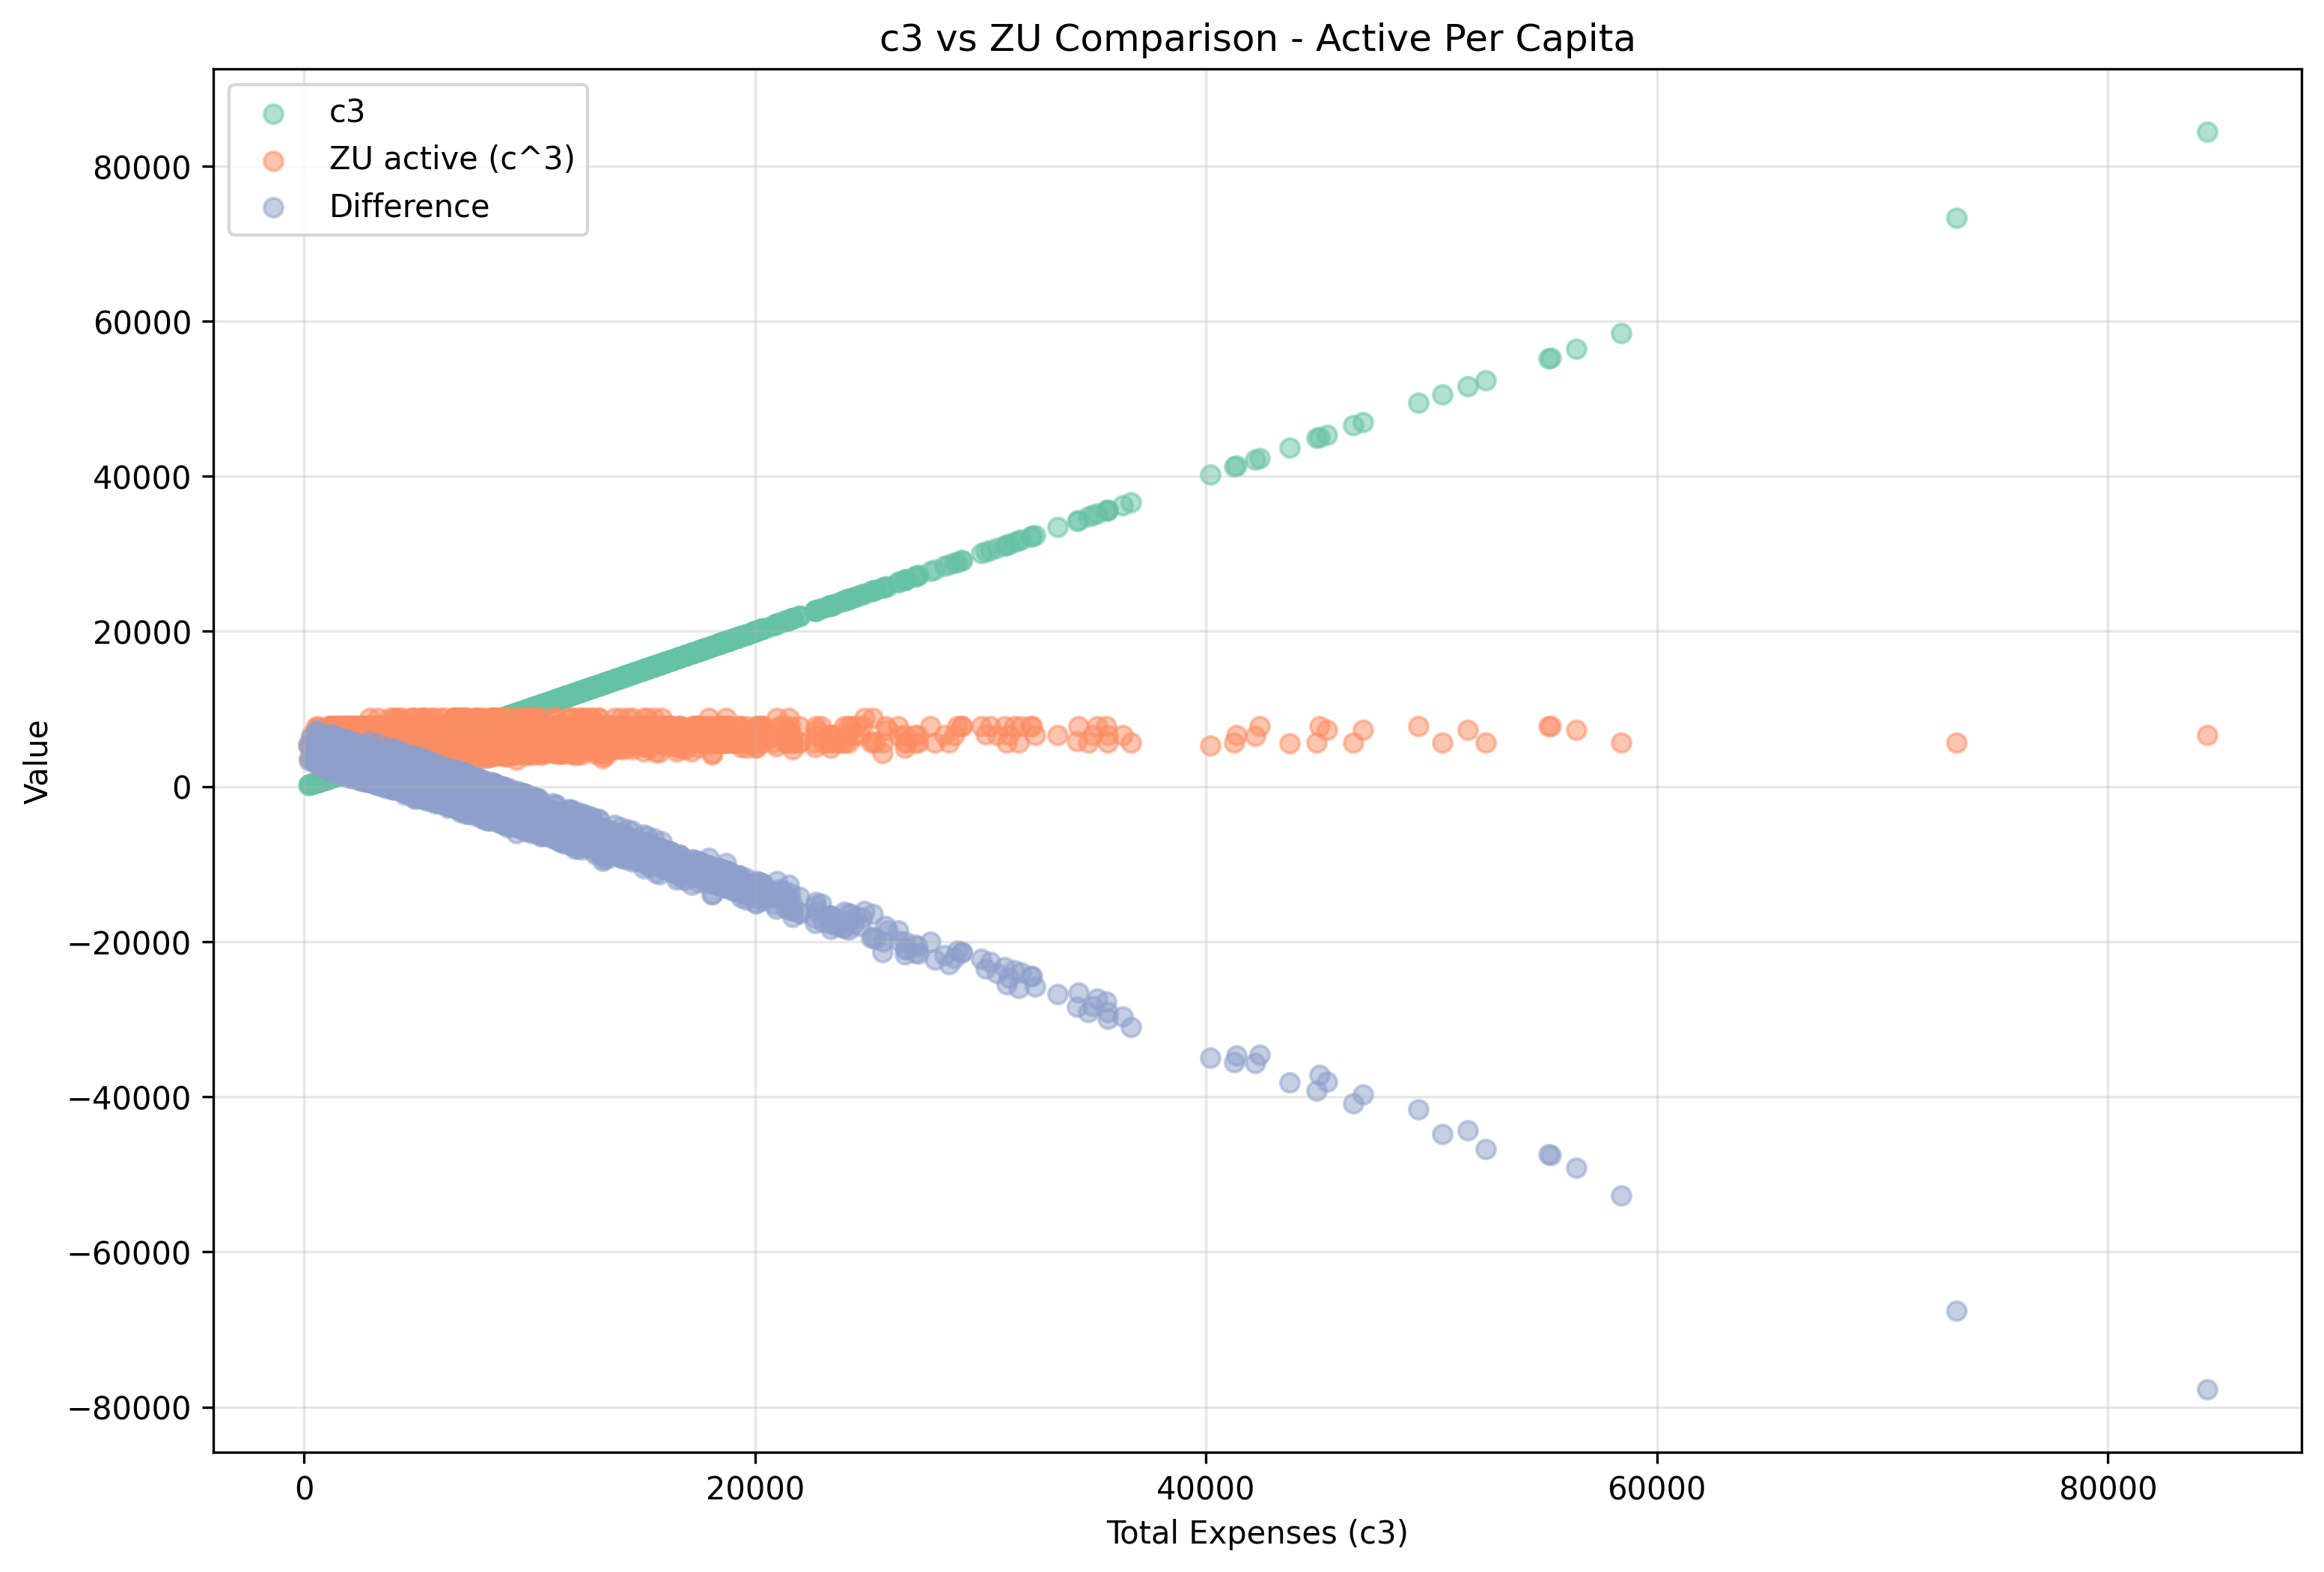 c3 vs ZU Comparison - Active Per Capita
c3
ZU active (c^3)
Difference
80000
60000
40000
20000
0
−20000
−40000
−60000
−80000
Value
0
20000
40000
60000
80000
Total Expenses (c3)